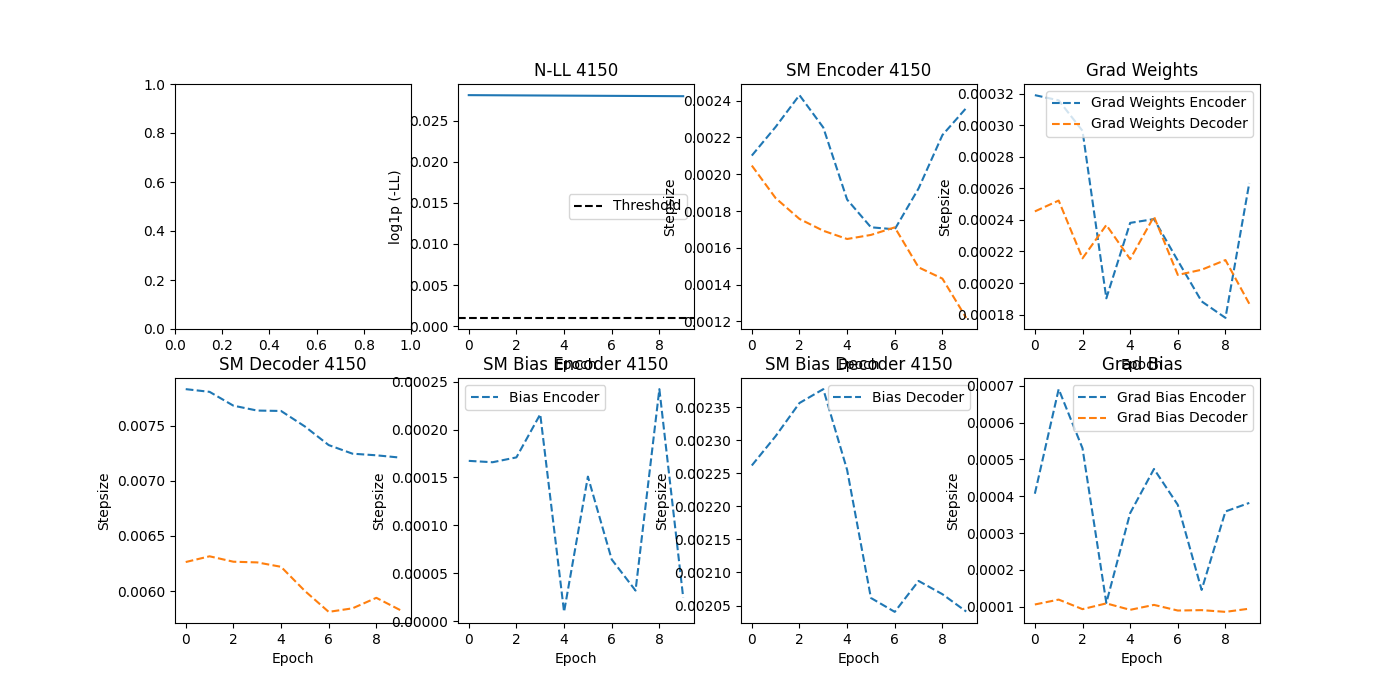 N-LL 4150
SM Encoder 4150
Grad Weights
1.0
0.8
0.6
0.4
0.2
0.0
0.0 0.2 0.4 0.6 0.8 1.0
log1p (-LL)
0.025
0.020
0.015
0.010
0.005
0.000
Threshold
0 2 4 6 8
Epoch
Stepsize
0.0024
0.0022
0.0020
0.0018
0.0016
0.0014
0.0012
0 2 4 6 8
Epoch
Stepsize
0.00032
0.00030
0.00028
0.00026
0.00024
0.00022
0.00020
0.00018
Grad Weights Encoder
Grad Weights Decoder
0 2 4 6 8
Epoch
SM Decoder 4150
SM Bias Encoder 4150
SM Bias Decoder 4150
Grad Bias
Stepsize
0.0075
0.0070
0.0065
0.0060
0 2 4 6 8
Epoch
Stepsize
0.00025
0.00020
0.00015
0.00010
0.00005
0.00000
Bias Encoder
0 2 4 6 8
Stepsize
0.00235
0.00230
0.00225
0.00220
0.00215
0.00210
0.00205
Bias Decoder
0 2 4 6 8
Epoch
Stepsize
0.0007
0.0006
0.0005
0.0004
0.0003
0.0002
0.0001
Grad Bias Encoder
Grad Bias Decoder
0 2 4 6 8
Epoch